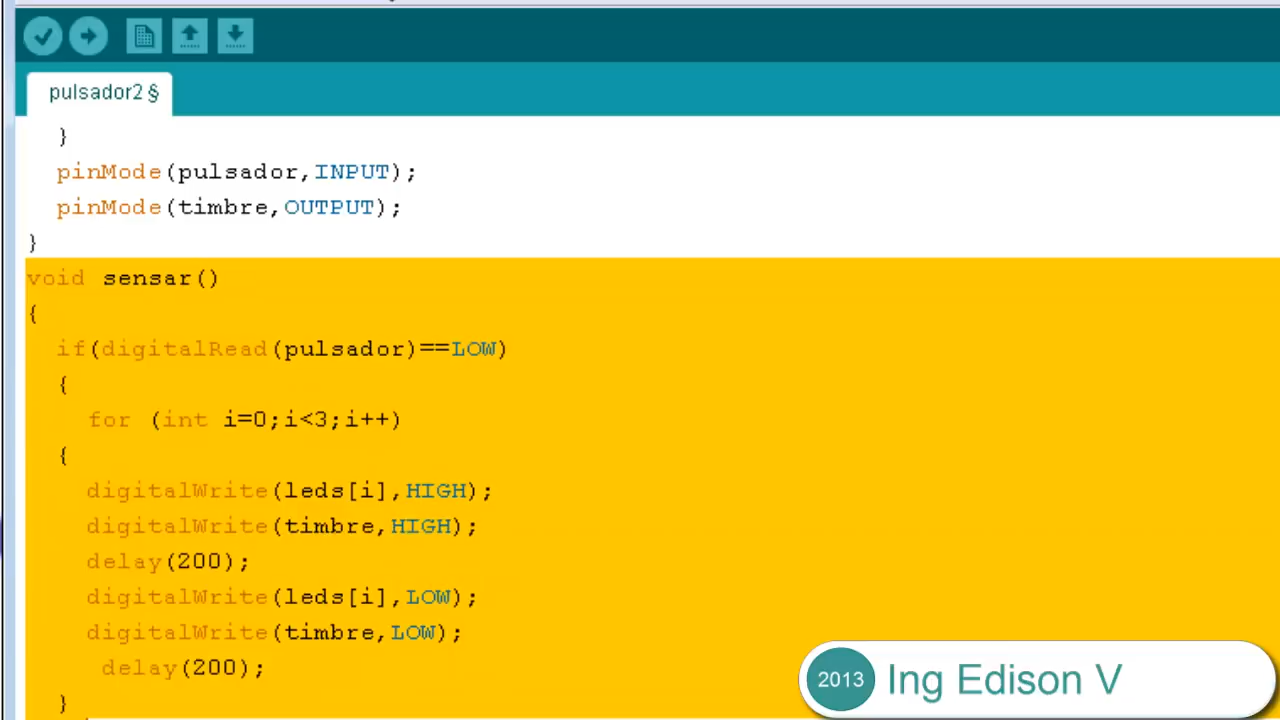 pulsador2 §
}
pinMode(pulsador,INPUT);
pinMode(timbre,OUTPUT);
}
void sensar()
{
if(digitalRead(pulsador)==LOW)
{
for (int i=0;i<3;i++)
{
digitalWrite(leds[i],HIGH);
digitalWrite(timbre,HIGH);
delay(200);
digitalWrite(leds[i],LOW);
digitalWrite(timbre,LOW);
delay(200);
}
2013 Ing Edison V